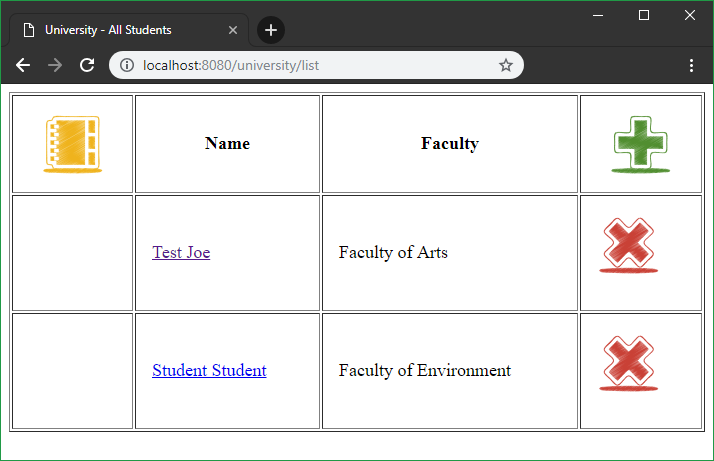 University - All Students
localhost:8080/university/list
Name Faculty
Test Joe Faculty of Arts
Student Student Faculty of Environment